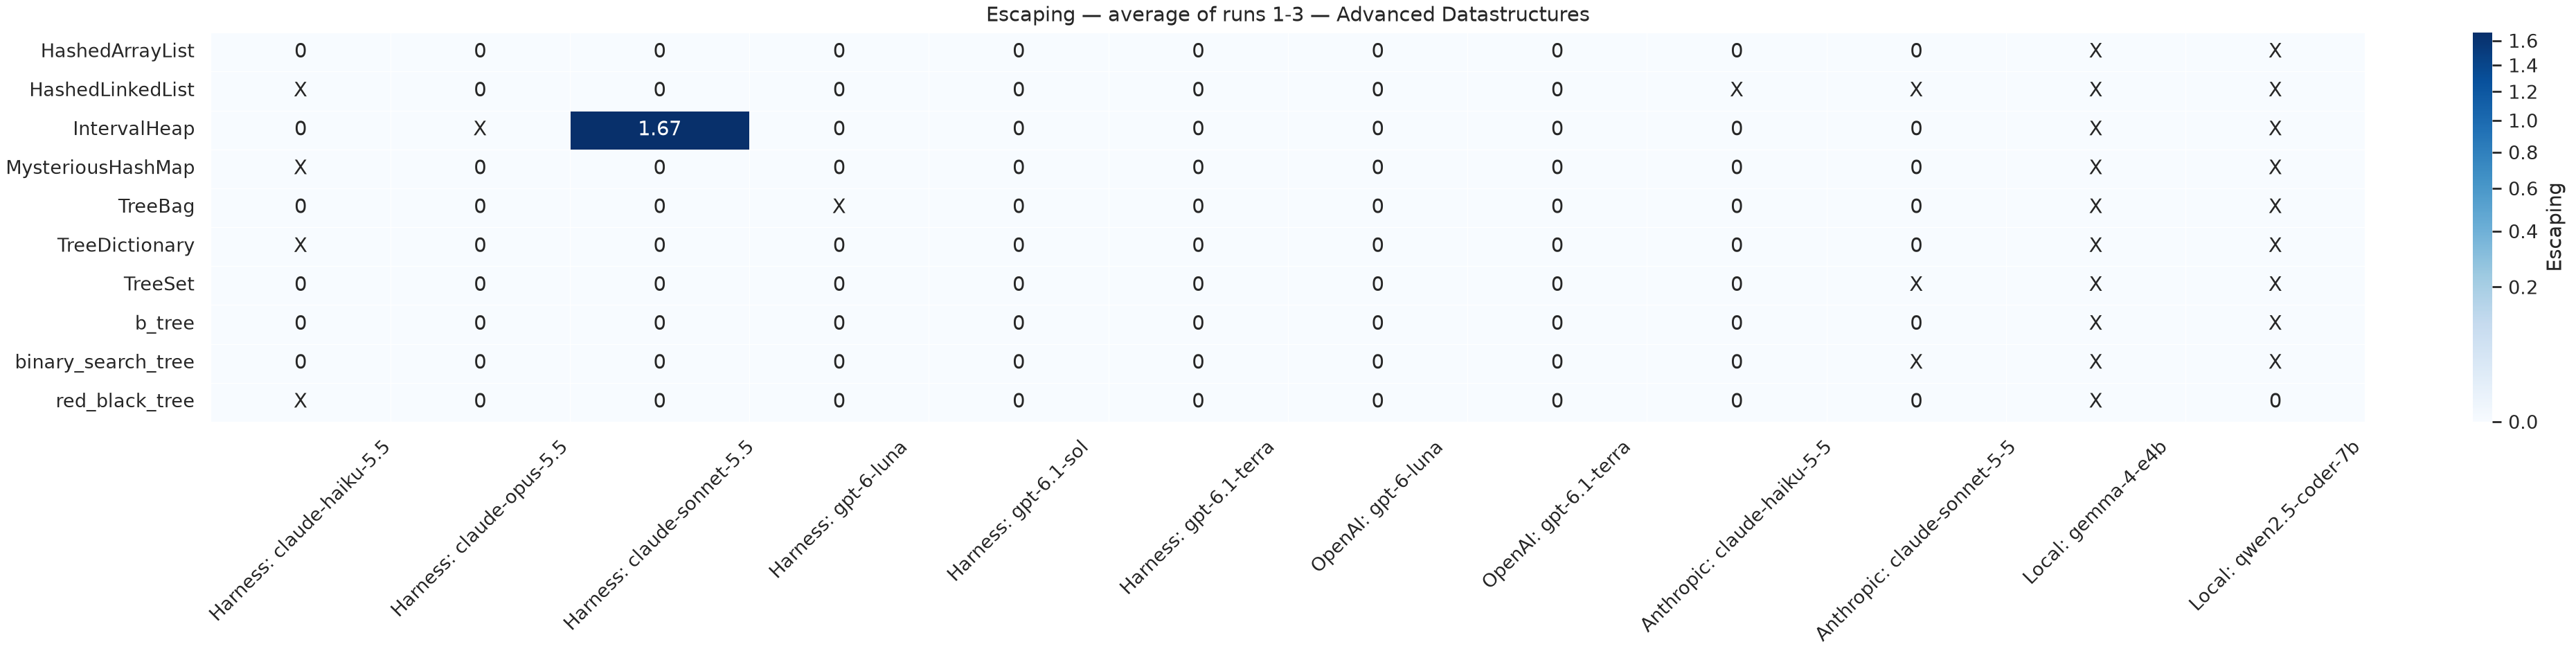 Escaping — average of runs 1-3 — Advanced Datastructures
HashedArrayList 0 0 0 0 0 0 0 0 0 0 X X
HashedLinkedList X 0 0 0 0 0 0 0 X X X X
IntervalHeap 0 X 1.67 0 0 0 0 0 0 0 X X
MysteriousHashMap X 0 0 0 0 0 0 0 0 0 X X
TreeBag 0 0 0 X 0 0 0 0 0 0 X X
TreeDictionary X 0 0 0 0 0 0 0 0 0 X X
TreeSet 0 0 0 0 0 0 0 0 0 X X X
b_tree 0 0 0 0 0 0 0 0 0 0 X X
binary_search_tree 0 0 0 0 0 0 0 0 0 X X X
red_black_tree X 0 0 0 0 0 0 0 0 0 X 0
Harness: claude-haiku-5.5
Harness: claude-opus-5.5
Harness: claude-sonnet-5.5
Harness: gpt-6-luna
Harness: gpt-6.1-sol
Harness: gpt-6.1-terra
OpenAI: gpt-6-luna
OpenAI: gpt-6.1-terra
Anthropic: claude-haiku-5-5
Anthropic: claude-sonnet-5-5
Local: gemma-4-e4b
Local: qwen2.5-coder-7b
1.6
1.4
1.2
1.0
0.8
0.6
0.4
0.2
0.0
Escaping